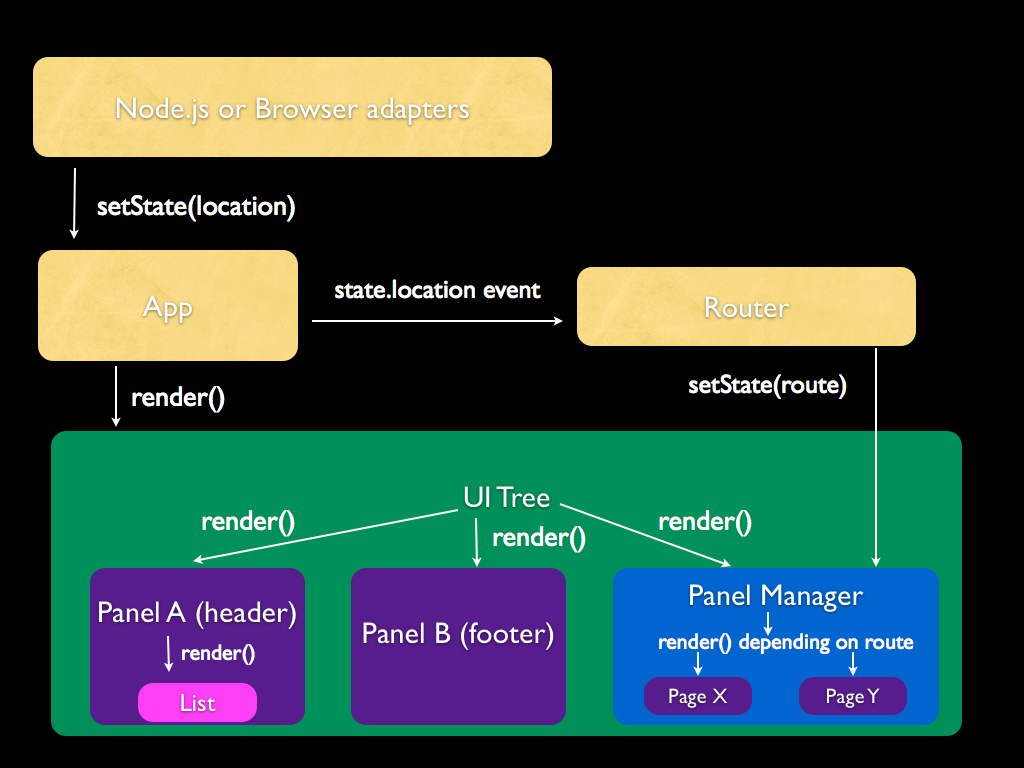 Node.js or Browser adapters
setState(location)
App
state.location event
Router
render()
setState(route)
UI Tree
render()
render()
render()
Panel A (header)
render()
List
Panel B (footer)
Panel Manager
render() depending on route
Page X
Page Y